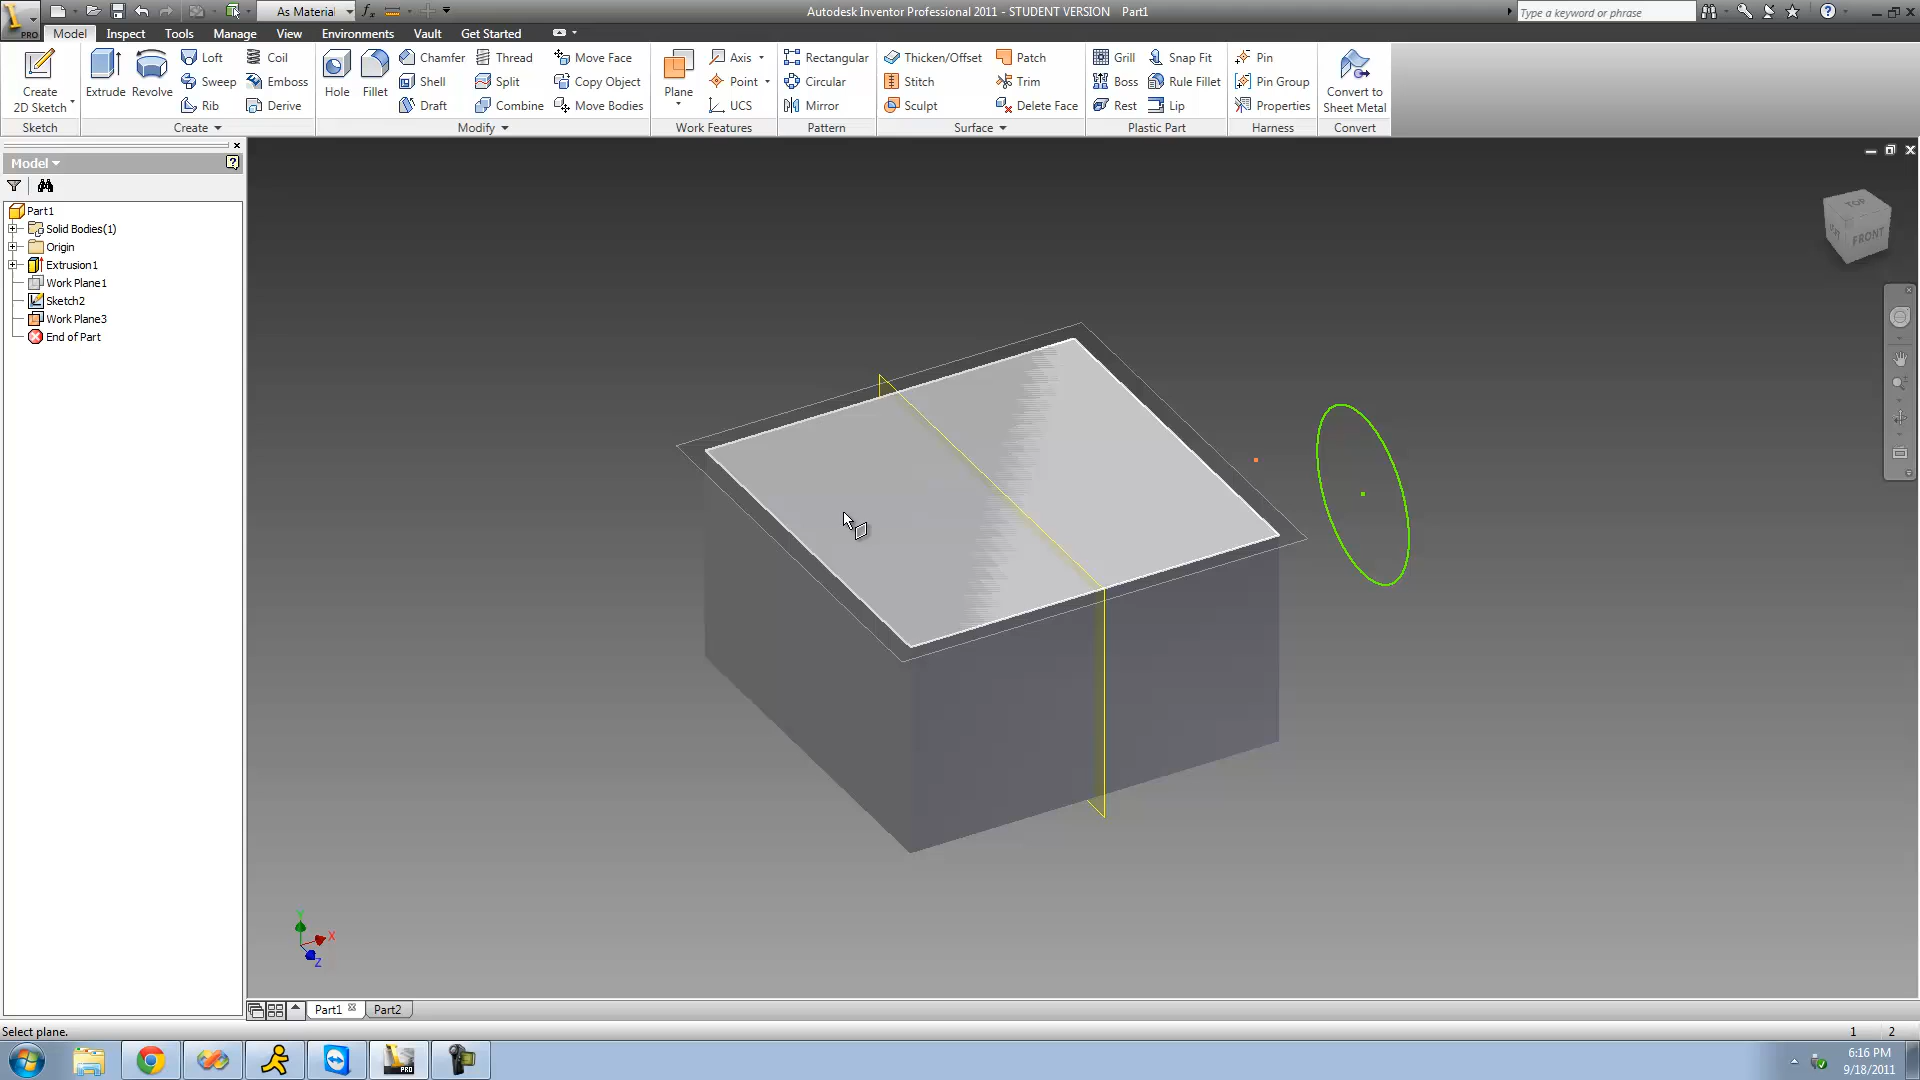 PRO
As Material
Autodesk Inventor Professional 2011 - STUDENT VERSION Part1
Type a keyword or phrase
Model Inspect Tools Manage View Environments Vault Get Started
Create 2D Sketch
Sketch
Extrude Revolve Loft Sweep Rib Coil Emboss Derive
Create
Hole Fillet Chamfer Shell Draft Thread Split Combine Move Face Copy Object Move Bodies
Modify
Plane Axis Point UCS
Work Features
Rectangular Circular Mirror
Pattern
Thicken/Offset Stitch Sculpt Patch Trim Delete Face
Surface
Grill Boss Rest Snap Fit Rule Fillet Lip
Plastic Part
Pin Pin Group Properties
Harness
Convert to Sheet Metal
Convert
Model
Part1
Solid Bodies(1)
Origin
Extrusion1
Work Plane1
Sketch2
Work Plane3
End of Part
TOP
FRONT
Y
X
Z
Part1 Part2
Select plane.
1 2
PRO
6:16 PM
9/18/2011